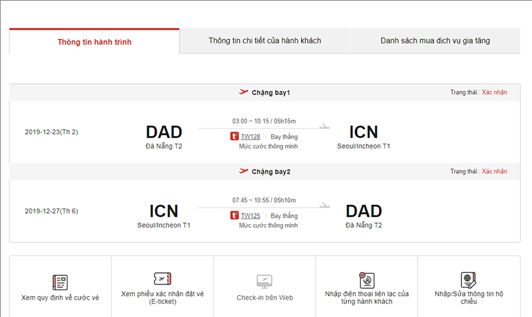 Thông tin hành trình
Thông tin chi tiết của hành khách
Danh sách mua dịch vụ gia tăng
Chặng bay1
Trạng thái : Xác nhận
2019-12-23(Th 2)
DAD
Đà Nẵng T2
03:00 ~ 10:15 / 05h15m
TW128 | Bay thẳng
Mức cước thông minh
ICN
Seoul/Incheon T1
Chặng bay2
Trạng thái : Xác nhận
2019-12-27(Th 6)
ICN
Seoul/Incheon T1
07:45 ~ 10:55 / 05h10m
TW125 | Bay thẳng
Mức cước thông minh
DAD
Đà Nẵng T2
Xem quy định về cước vé
Xem phiếu xác nhận đặt vé
(E-ticket)
Check-in trên Web
Nhập điện thoại liên lạc của
từng hành khách
Nhập/Sửa thông tin hộ
chiếu